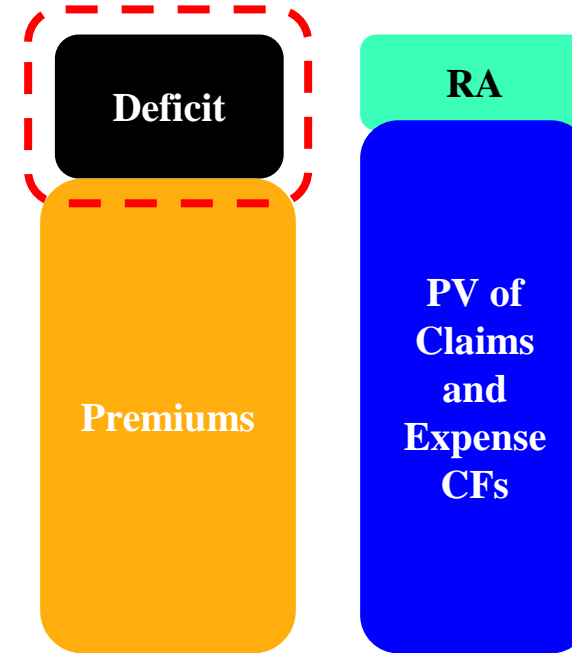 Deficit
Premiums
RA
PV of
Claims
and
Expense
CFs